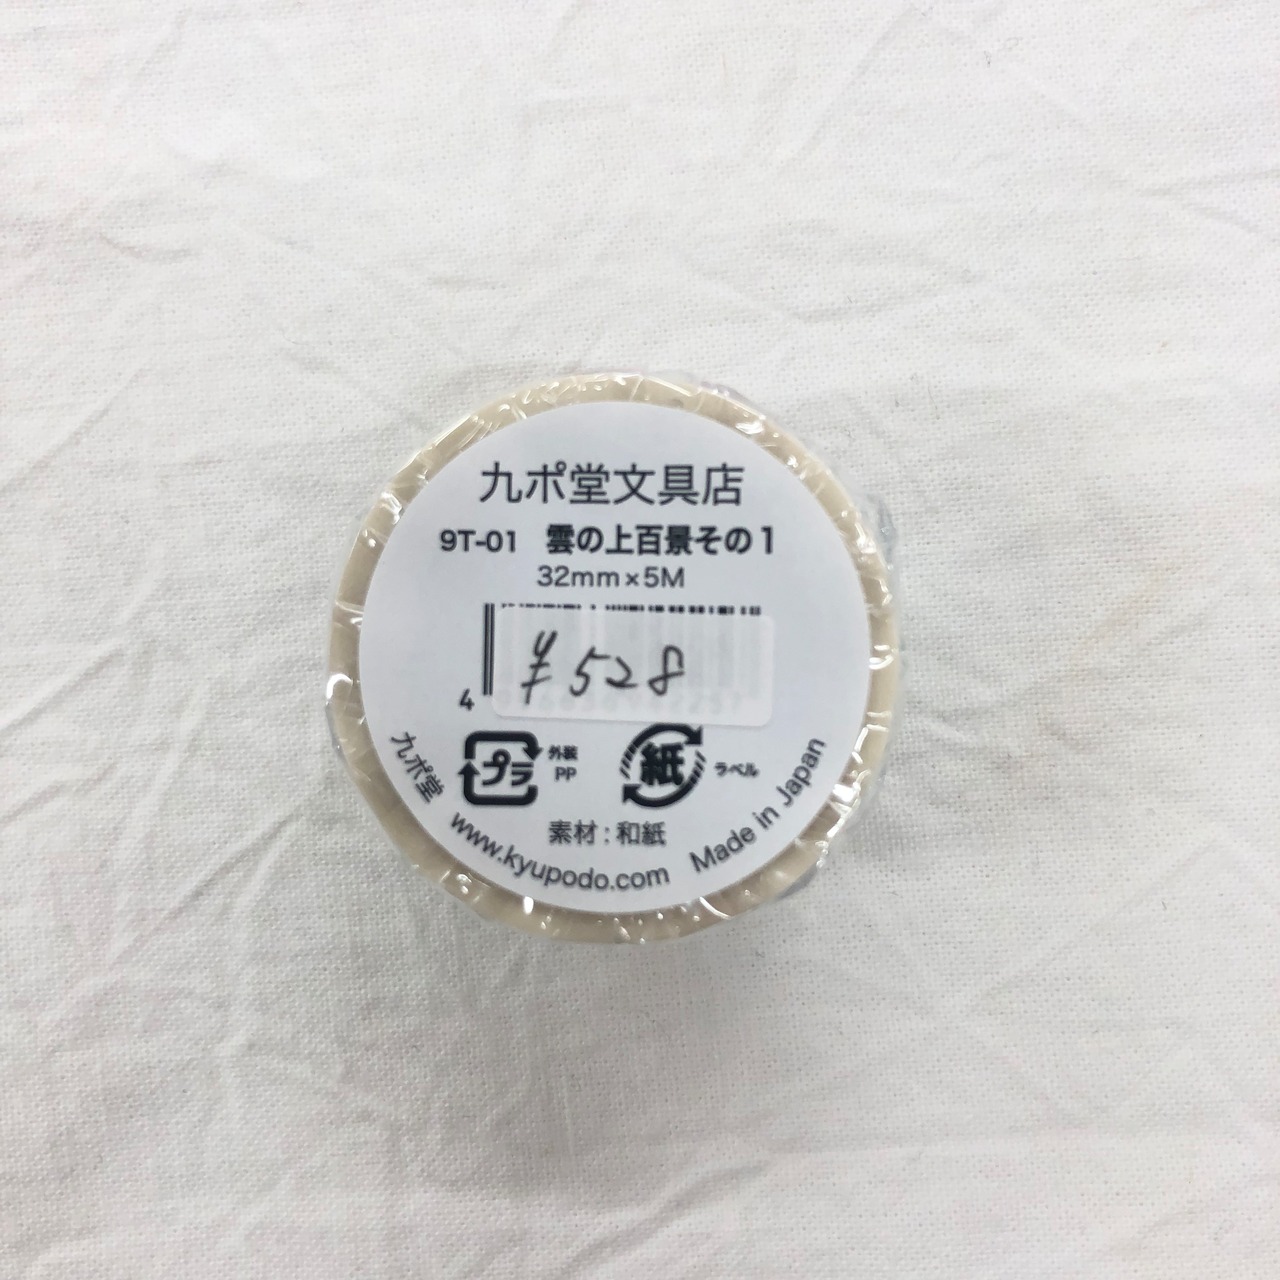 九ポ堂文具店
9T-01 雲の上百景その1
32mm×5M
¥528
4
プラ 外装 PP
紙 ラベル
素材:和紙
九ポ堂 www.kyupodo.com Made in Japan